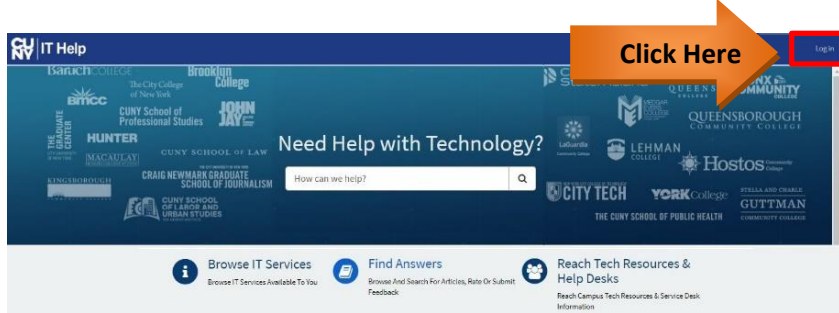 CUNY IT Help
Click Here
Login
Baruch COLLEGE
The City College
of New York
Brooklyn
College
BMCC
CUNY School of
Professional Studies
JOHN
JAY
THE GRADUATE
CENTER
HUNTER
MACAULAY
CUNY SCHOOL OF LAW
KINGSBOROUGH
CRAIG NEWMARK GRADUATE
SCHOOL OF JOURNALISM
CUNY SCHOOL
OF LABOR AND
URBAN STUDIES
Need Help with Technology?
How can we help?
QUEENS
COLLEGE
COMMUNITY
COLLEGE
MEDGAR
EVERS
COLLEGE
QUEENSBOROUGH
COMMUNITY COLLEGE
LaGuardia
Community College
LEHMAN
COLLEGE
Hostos Community
College
CITY TECH
YORK College
STELLA AND CHARLES
GUTTMAN
COMMUNITY COLLEGE
THE CUNY SCHOOL OF PUBLIC HEALTH
Browse IT Services
Browse IT Services Available To You
Find Answers
Browse And Search For Articles, Rate Or Submit
Feedback
Reach Tech Resources &
Help Desks
Reach Campus Tech Resources & Service Desk
Information